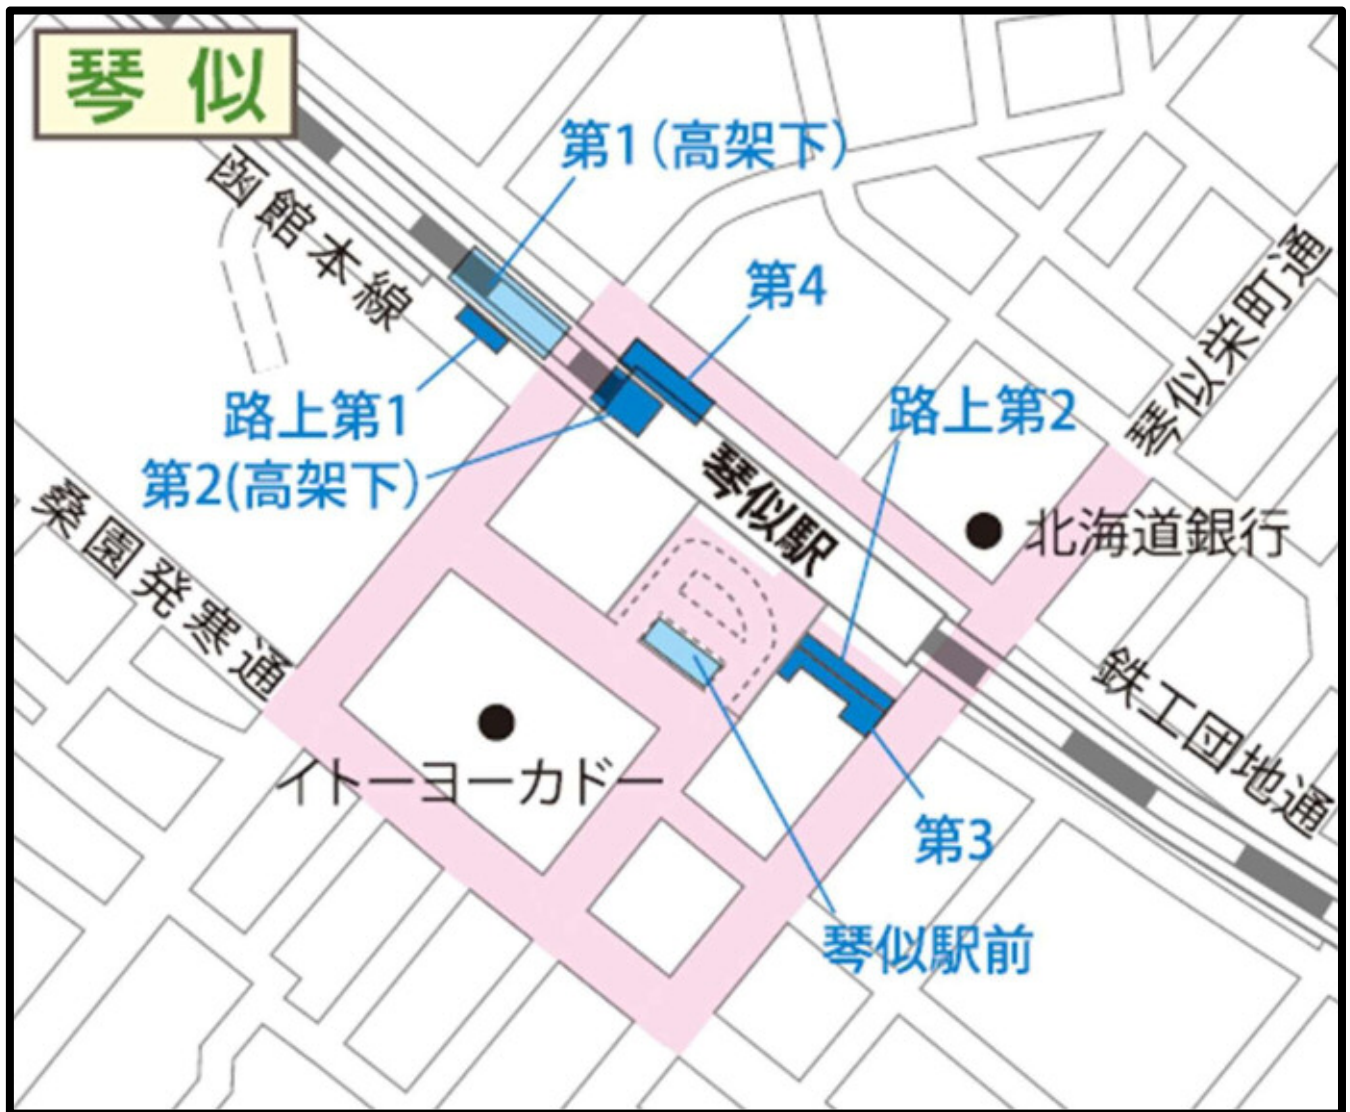 琴似
函館本線
第1(高架下)
第4
琴似栄町通
路上第1
路上第2
第2(高架下)
琴似駅
北海道銀行
桑園発寒通
鉄工団地通
イトーヨーカドー
第3
琴似駅前